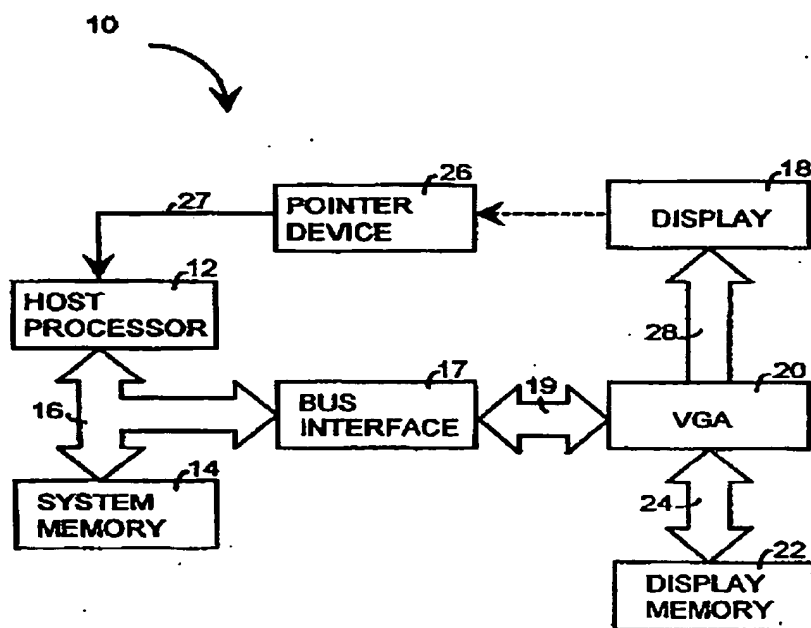 10
26
18
27
POINTER
DEVICE
DISPLAY
12
HOST
PROCESSOR
28
17
19
20
16
BUS
INTERFACE
VGA
14
SYSTEM
MEMORY
24
22
DISPLAY
MEMORY